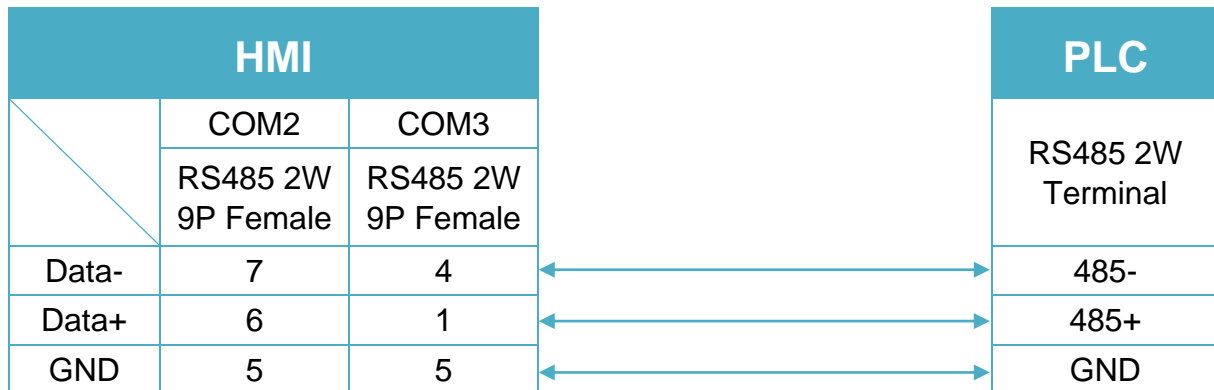 HMI
PLC
COM2 COM3
RS485 2W
9P Female
RS485 2W
9P Female
RS485 2W
Terminal
Data- 7 4 485-
Data+ 6 1 485+
GND 5 5 GND